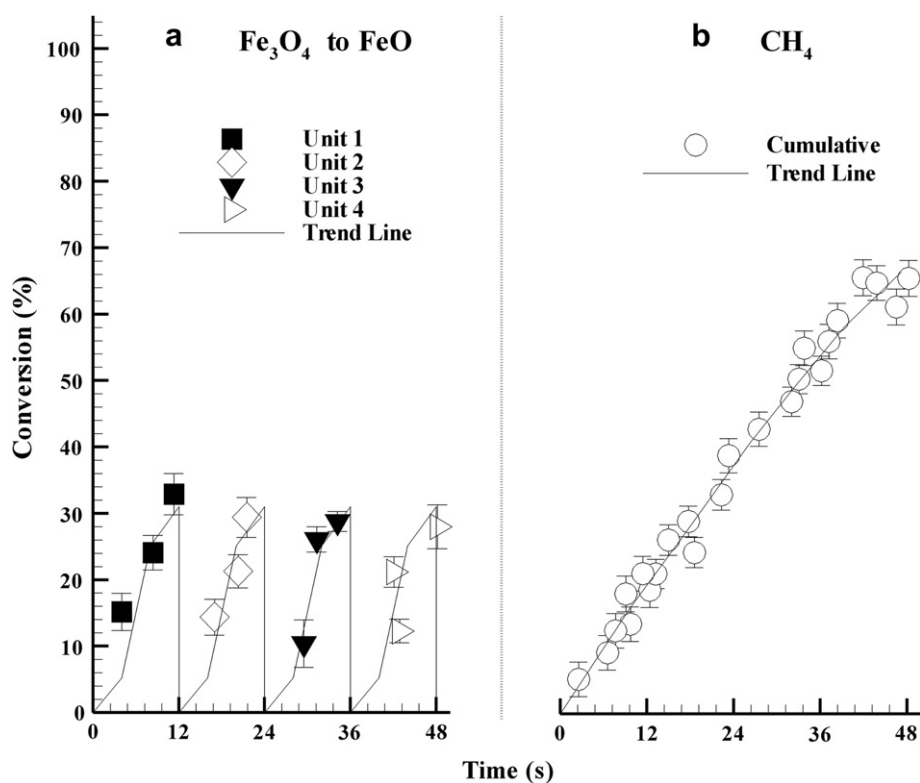 a Fe₃O₄ to FeO
b CH₄
100
90
80
70
60
50
40
30
20
10
0
Conversion (%)
Unit 1
Unit 2
Unit 3
Unit 4
Trend Line
Cumulative
Trend Line
0 12 24 36 48
0 12 24 36 48
Time (s)